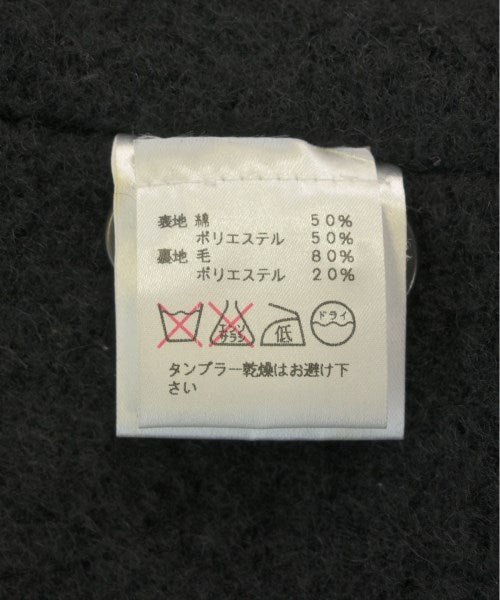 表地 綿 50%
ポリエステル 50%
裏地 毛 80%
ポリエステル 20%
エンソ
サラシ
低
ドライ
タンブラー乾燥はお避け下
さい